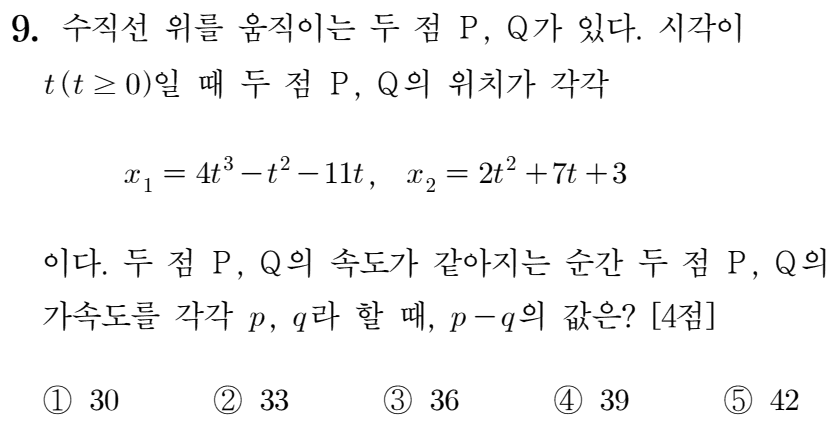 9. 수직선 위를 움직이는 두 점 P, Q가 있다. 시각이
t(t ≥ 0)일 때 두 점 P, Q의 위치가 각각
x₁ = 4t³ − t² − 11t, x₂ = 2t² + 7t + 3
이다. 두 점 P, Q의 속도가 같아지는 순간 두 점 P, Q의
가속도를 각각 p, q라 할 때, p − q의 값은? [4점]
① 30 ② 33 ③ 36 ④ 39 ⑤ 42